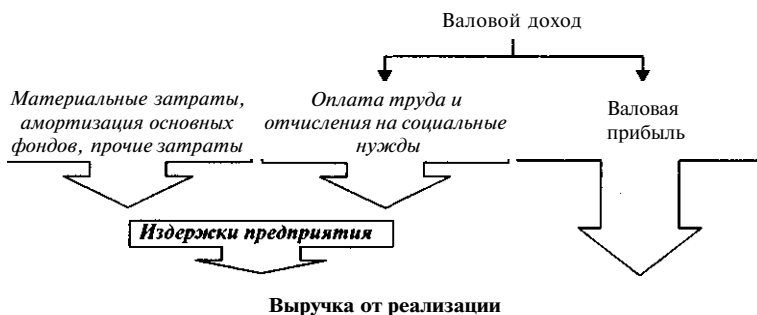 Валовой доход
Материальные затраты,
амортизация основных
фондов, прочие затраты
Оплата труда и
отчисления на социальные
нужды
Валовая
прибыль
Издержки предприятия
Выручка от реализации